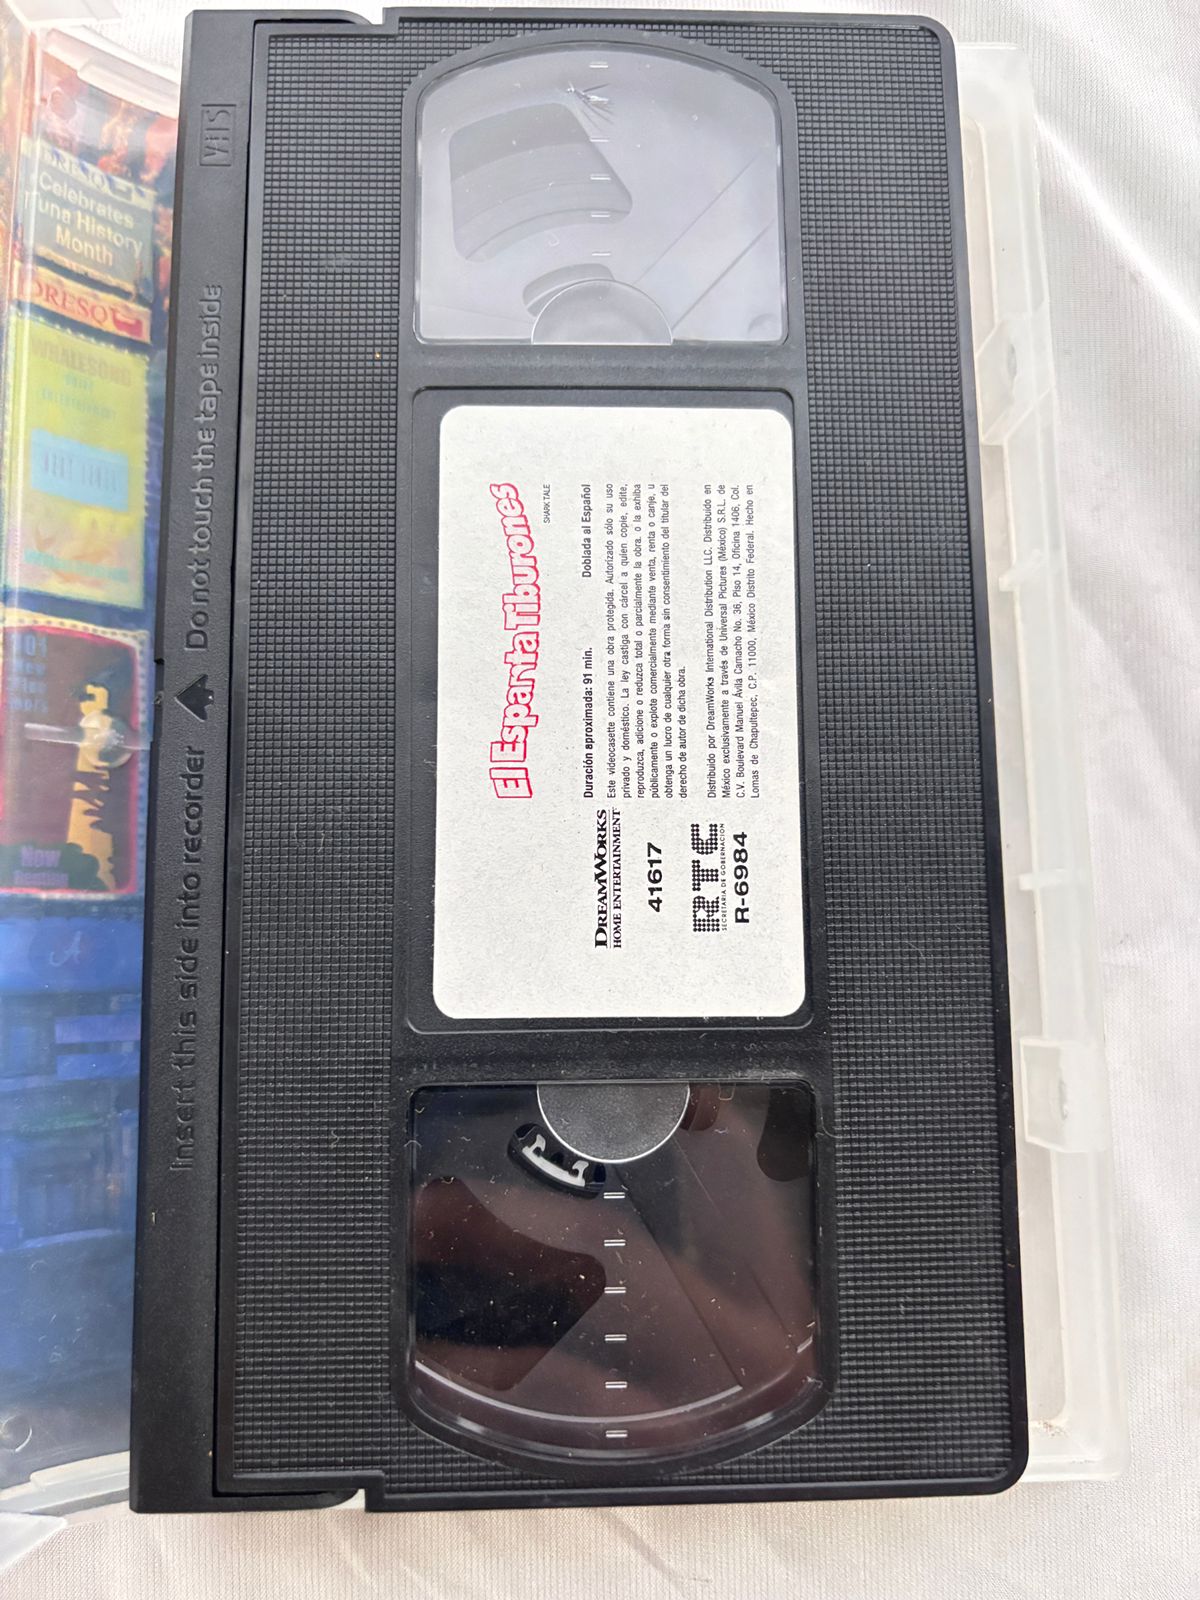 El Espanta Tiburones
SHARK TALE
Duración aproximada: 91 min. Doblada al Español
Este videocasette contiene una obra protegida. Autorizado sólo su uso
privado y doméstico. La ley castiga con cárcel a quien copie, edite,
reproduzca, adicione o reduzca total o parcialmente la obra. o la exhiba
públicamente o explote comercialmente mediante venta, renta o canje, u
obtenga un lucro de cualquier otra forma sin consentimiento del titular del
derecho de autor de dicha obra.
Distribuido por DreamWorks International Distribution LLC. Distribuido en
México exclusivamente a través de Universal Pictures (México) S.R.L. de
C.V. Boulevard Manuel Ávila Camacho No. 36, Piso 14, Oficina 1406, Col.
Lomas de Chapultepec, C.P. 11000, México Distrito Federal. Hecho en
DREAMWORKS
HOME ENTERTAINMENT
41617
RTC
SECRETARIA DE GOBERNACION
R-6984
Insert this side into recorder ▲ Do not touch the tape inside
VHS
Celebrates
Tuna History
Month
WHALESONG
Now